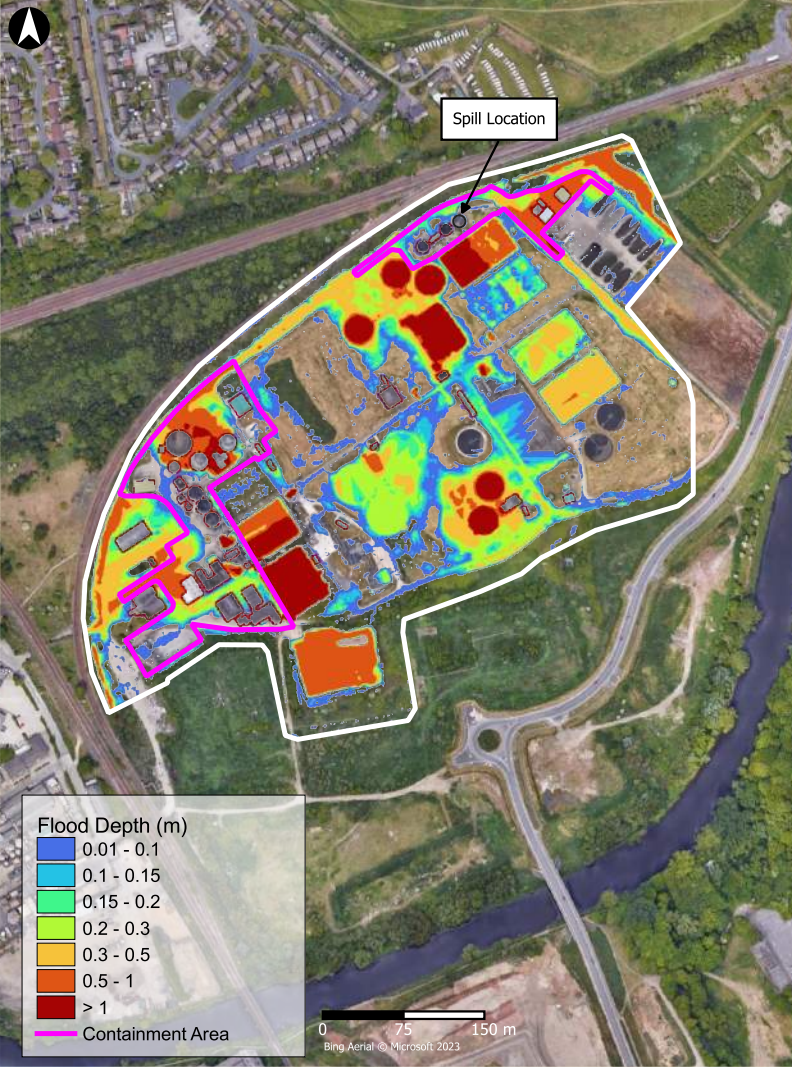 Spill Location
Flood Depth (m)
0.01 - 0.1
0.1 - 0.15
0.15 - 0.2
0.2 - 0.3
0.3 - 0.5
0.5 - 1
> 1
Containment Area
0 75 150 m
Bing Aerial © Microsoft 2023